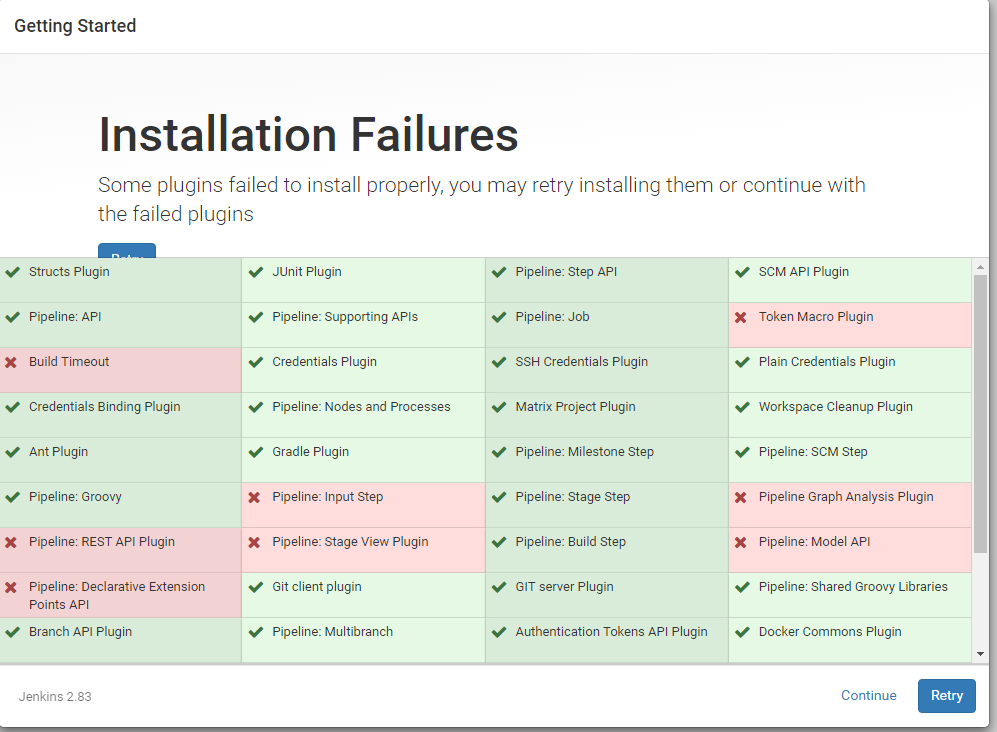 Getting Started
Installation Failures
Some plugins failed to install properly, you may retry installing them or continue with
the failed plugins
Retry
Structs Plugin
JUnit Plugin
Pipeline: Step API
SCM API Plugin
Pipeline: API
Pipeline: Supporting APIs
Pipeline: Job
Token Macro Plugin
Build Timeout
Credentials Plugin
SSH Credentials Plugin
Plain Credentials Plugin
Credentials Binding Plugin
Pipeline: Nodes and Processes
Matrix Project Plugin
Workspace Cleanup Plugin
Ant Plugin
Gradle Plugin
Pipeline: Milestone Step
Pipeline: SCM Step
Pipeline: Groovy
Pipeline: Input Step
Pipeline: Stage Step
Pipeline Graph Analysis Plugin
Pipeline: REST API Plugin
Pipeline: Stage View Plugin
Pipeline: Build Step
Pipeline: Model API
Pipeline: Declarative Extension
Points API
Git client plugin
GIT server Plugin
Pipeline: Shared Groovy Libraries
Branch API Plugin
Pipeline: Multibranch
Authentication Tokens API Plugin
Docker Commons Plugin
Jenkins 2.83
Continue
Retry